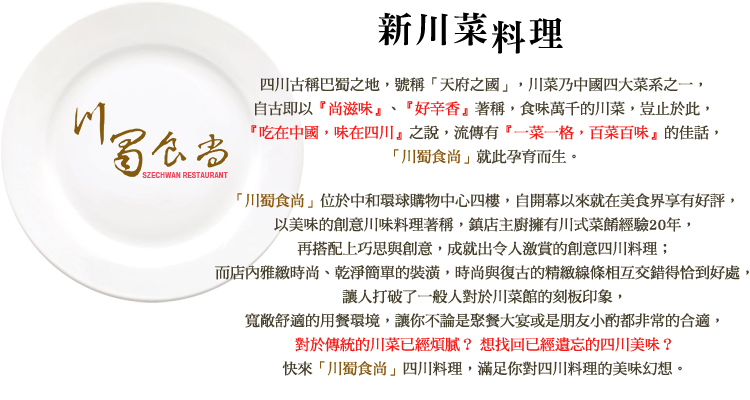 新川菜料理
四川古稱巴蜀之地，號稱「天府之國」，川菜乃中國四大菜系之一，
自古即以『尚滋味』、『好辛香』著稱，食味萬千的川菜，豈止於此，
『吃在中國，味在四川』之說，流傳有『一菜一格，百菜百味』的佳話，
「川蜀食尚」就此孕育而生。
川蜀食尚
SZECHWAN RESTAURANT
「川蜀食尚」位於中和環球購物中心四樓，自開幕以來就在美食界享有好評，
以美味的創意川味料理著稱，鎮店主廚擁有川式菜餚經驗20年，
再搭配上巧思與創意，成就出令人激賞的創意四川料理；
而店內雅緻時尚、乾淨簡單的裝潢，時尚與復古的精緻線條相互交錯得恰到好處，
讓人打破了一般人對於川菜館的刻板印象，
寬敞舒適的用餐環境，讓你不論是聚餐大宴或是朋友小酌都非常的合適，
對於傳統的川菜已經煩膩？ 想找回已經遺忘的四川美味？
快來「川蜀食尚」四川料理，滿足你對四川料理的美味幻想。